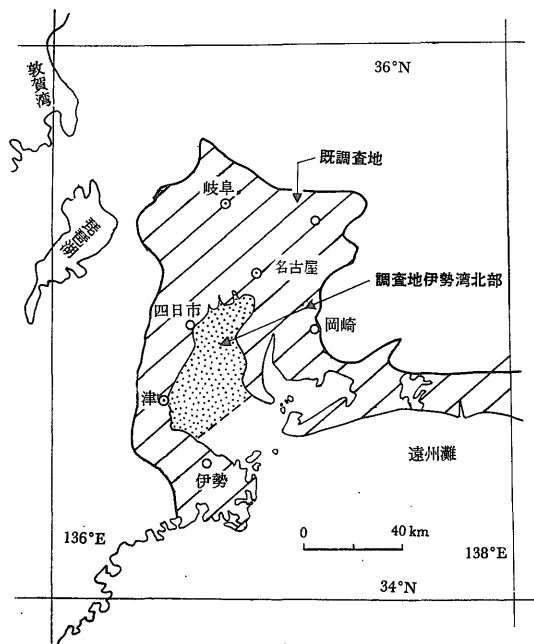 36°N
敦賀湾
既調査地
岐阜
琵琶湖
名古屋
調査地伊勢湾北部
四日市
岡崎
津
遠州灘
伊勢
0 40 km
136°E
138°E
34°N